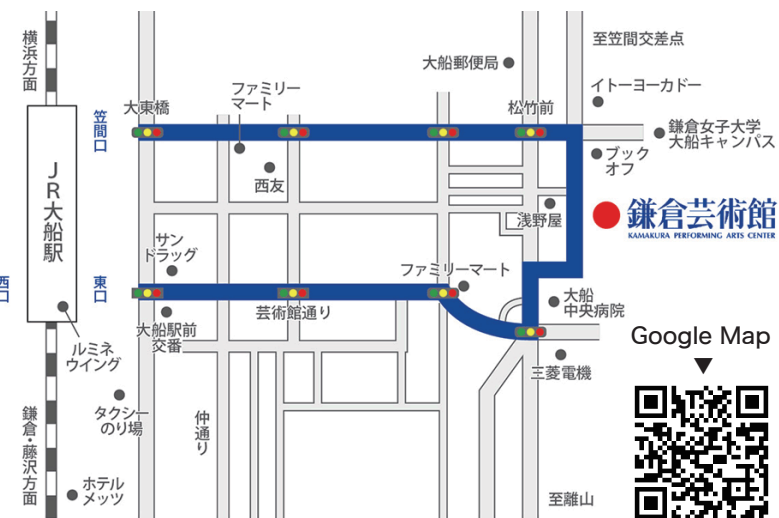 横浜方面
笠間口
大東橋
ファミリー
マート
大船郵便局
松竹前
至笠間交差点
イトーヨーカドー
鎌倉女子大学
大船キャンパス
ブック
オフ
JR大船駅
西友
浅野屋
鎌倉芸術館
KAMAKURA PERFORMING ARTS CENTER
サン
ドラッグ
西口
東口
ファミリーマート
芸術館通り
大船
中央病院
大船駅前
交番
ルミネ
ウイング
三菱電機
Google Map
タクシー
のり場
仲通り
鎌倉・藤沢方面
ホテル
メッツ
至離山